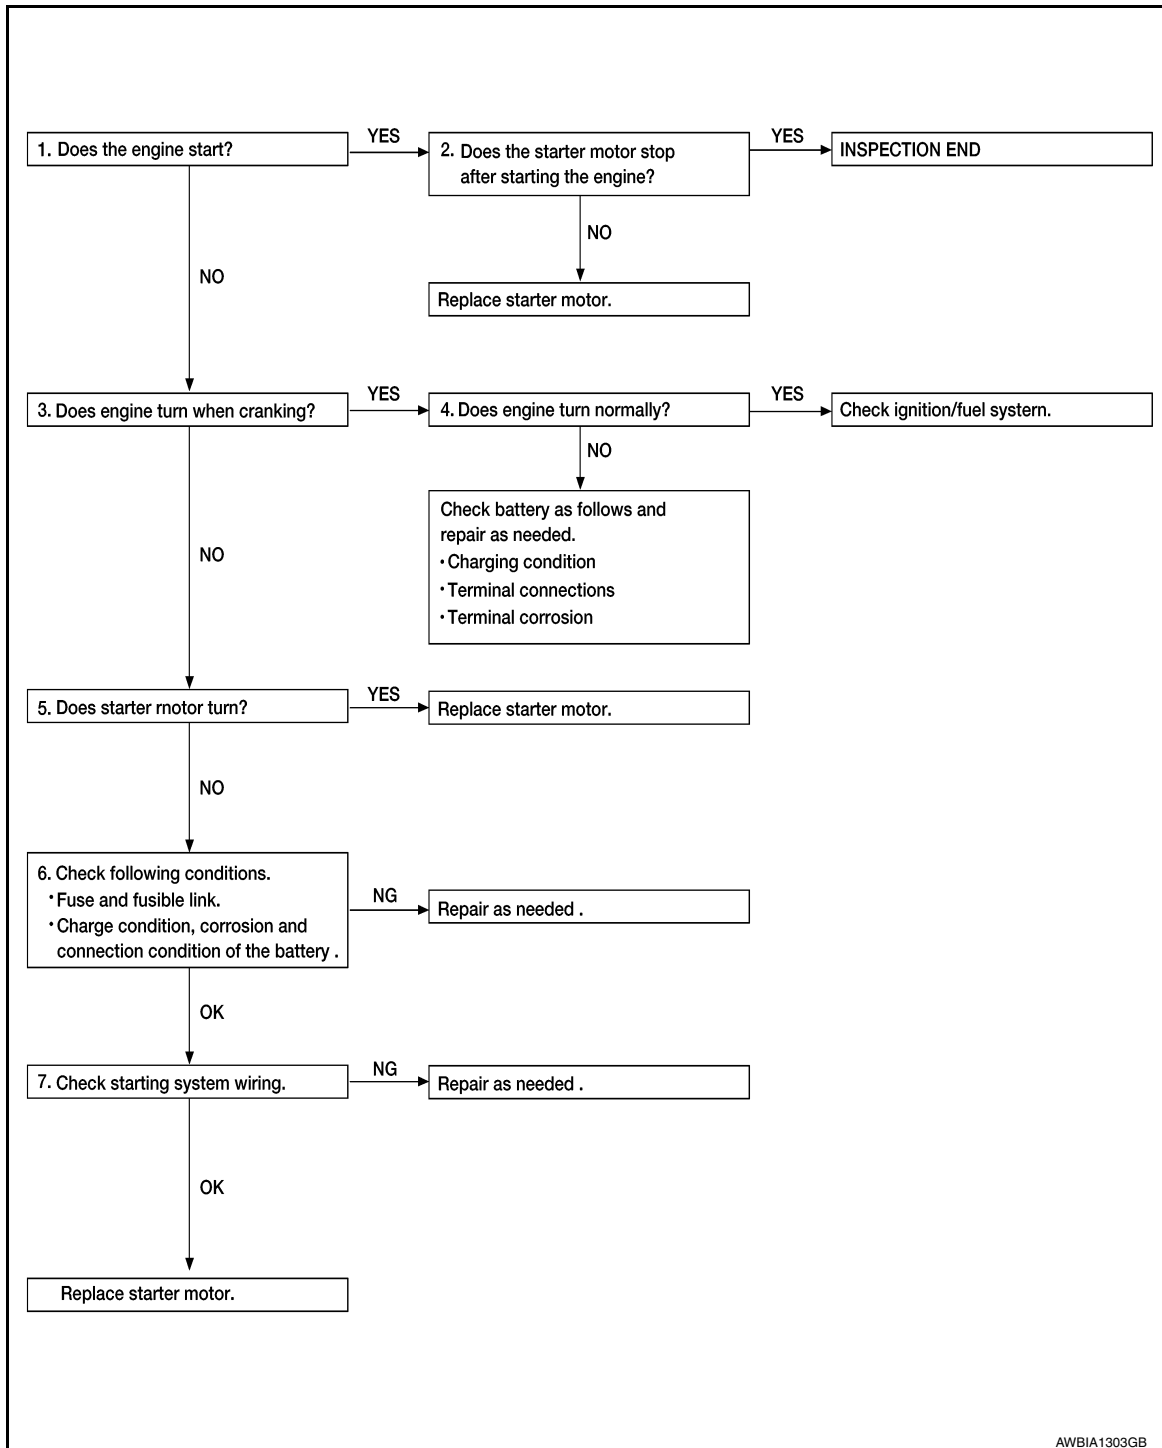 1. Does the engine start?
YES
2. Does the starter motor stop
after starting the engine?
YES
INSPECTION END
NO
Replace starter motor.
NO
3. Does engine turn when cranking?
YES
4. Does engine turn normally?
YES
Check ignition/fuel systern.
NO
Check battery as follows and
repair as needed.
• Charging condition
• Terminal connections
• Terminal corrosion
NO
5. Does starter rnotor turn?
YES
Replace starter motor.
NO
6. Check following conditions.
• Fuse and fusible link.
• Charge condition, corrosion and
connection condition of the battery .
NG
Repair as needed .
OK
7. Check starting system wiring.
NG
Repair as needed .
OK
Replace starter motor.
AWBIA1303GB